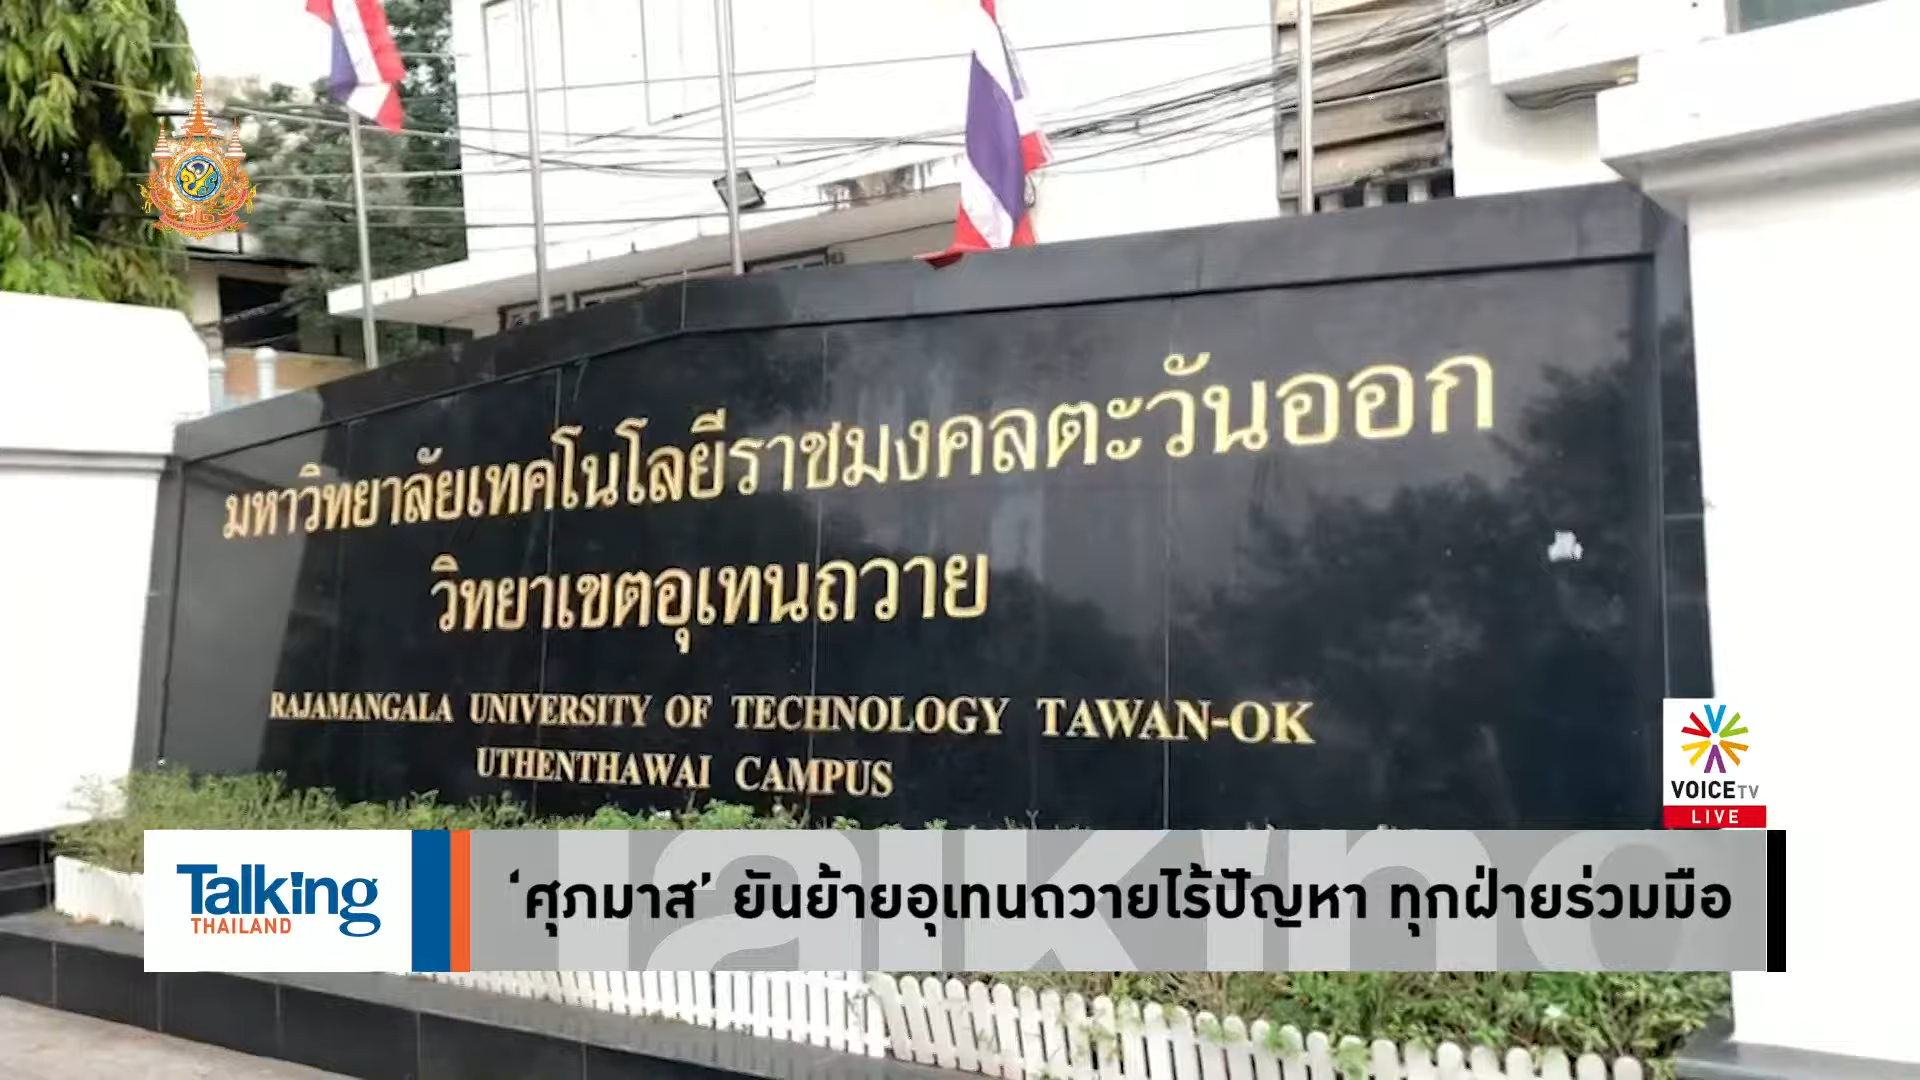 มหาวิทยาลัยเทคโนโลยีราชมงคลตะวันออก
วิทยาเขตอุเทนถวาย
RAJAMANGALA UNIVERSITY OF TECHNOLOGY TAWAN-OK
UTHENTHAWAI CAMPUS
VOICE TV
LIVE
Talking
THAILAND
‘ศุภมาส’ ยันย้ายอุเทนถวายไร้ปัญหา ทุกฝ่ายร่วมมือ